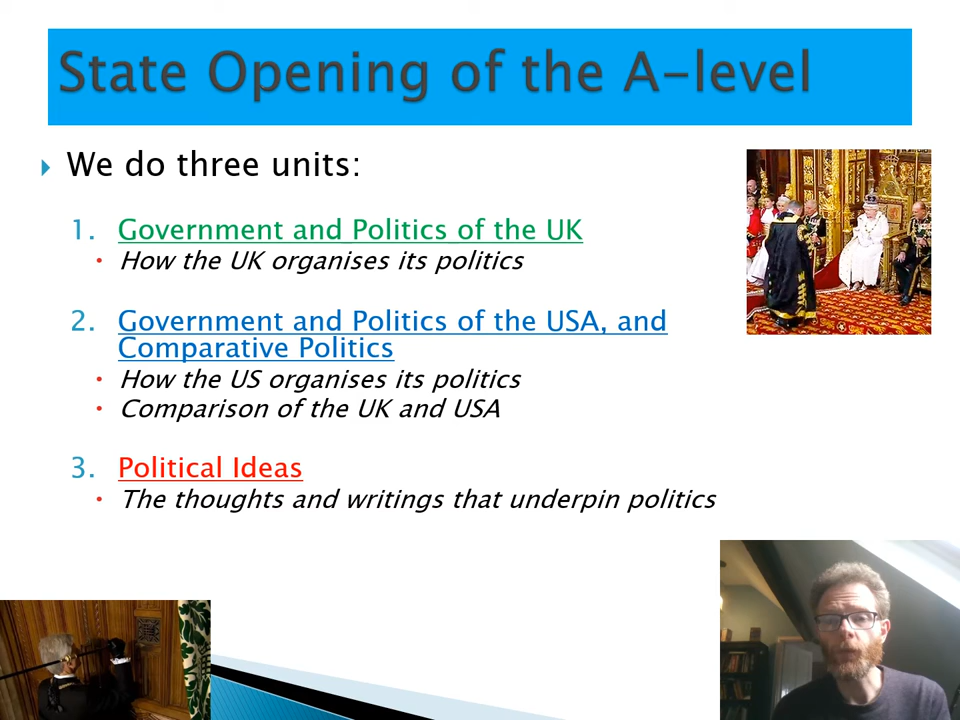 State Opening of the A-level
We do three units:
1. Government and Politics of the UK
• How the UK organises its politics
2. Government and Politics of the USA, and
Comparative Politics
• How the US organises its politics
• Comparison of the UK and USA
3. Political Ideas
• The thoughts and writings that underpin politics